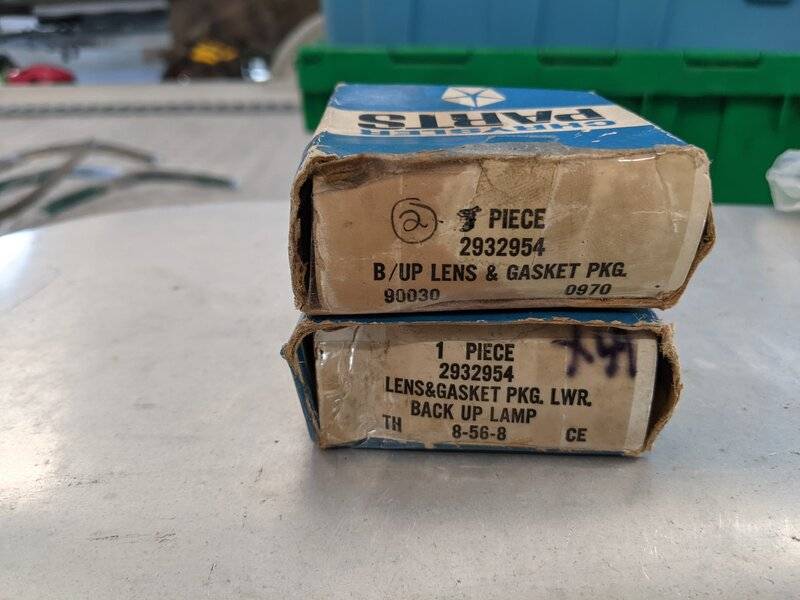 CHRYSLER
PARTS
2 PIECE
2932954
B/UP LENS & GASKET PKG.
90030 0970
1 PIECE
2932954
LENS&GASKET PKG. LWR.
BACK UP LAMP
TH 8-56-8 CE